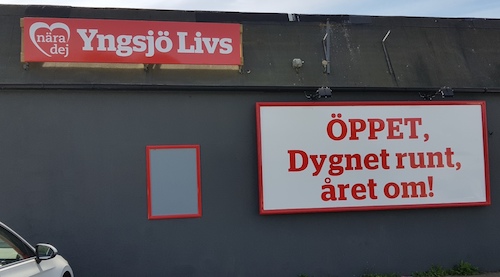 nära
dej
Yngsjö Livs
ÖPPET,
Dygnet runt,
året om!